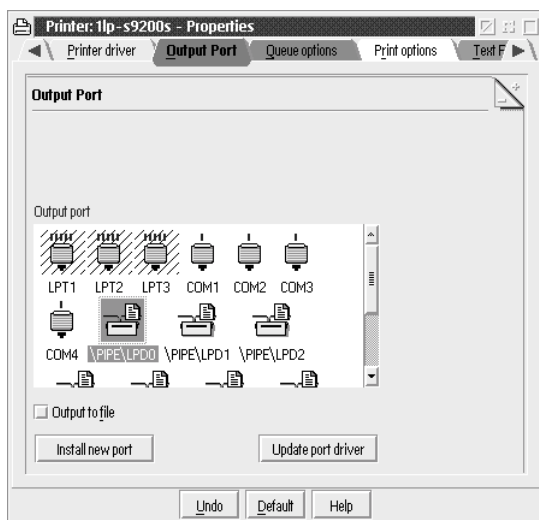 Printer: 1lp-s9200s - Properties
Printer driver Output Port Queue options Print options Text F
Output Port
Output port
LPT1 LPT2 LPT3 COM1 COM2 COM3
COM4 \PIPE\LPD0 \PIPE\LPD1 \PIPE\LPD2
Output to file
Install new port Update port driver
Undo Default Help